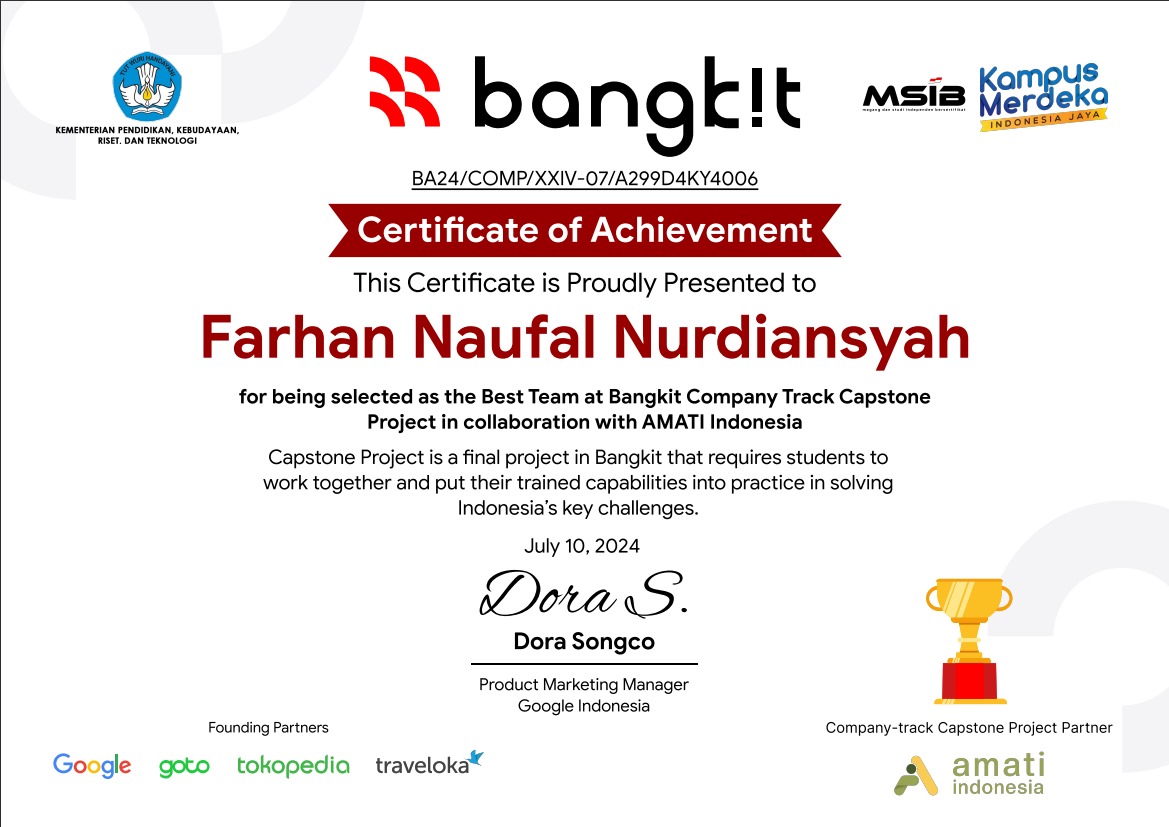 TUT WURI HANDAYANI
KEMENTERIAN PENDIDIKAN, KEBUDAYAAN,
RISET, DAN TEKNOLOGI
bangk!t
MSIB
magang dan studi independen bersertifikat
Kampus
Merdeka
INDONESIA JAYA
BA24/COMP/XXIV-07/A299D4KY4006
Certificate of Achievement
This Certificate is Proudly Presented to
Farhan Naufal Nurdiansyah
for being selected as the Best Team at Bangkit Company Track Capstone
Project in collaboration with AMATI Indonesia
Capstone Project is a final project in Bangkit that requires students to
work together and put their trained capabilities into practice in solving
Indonesia's key challenges.
July 10, 2024
Dora S.
Dora Songco
Product Marketing Manager
Google Indonesia
Founding Partners
Google goto tokopedia traveloka
Company-track Capstone Project Partner
amati
indonesia